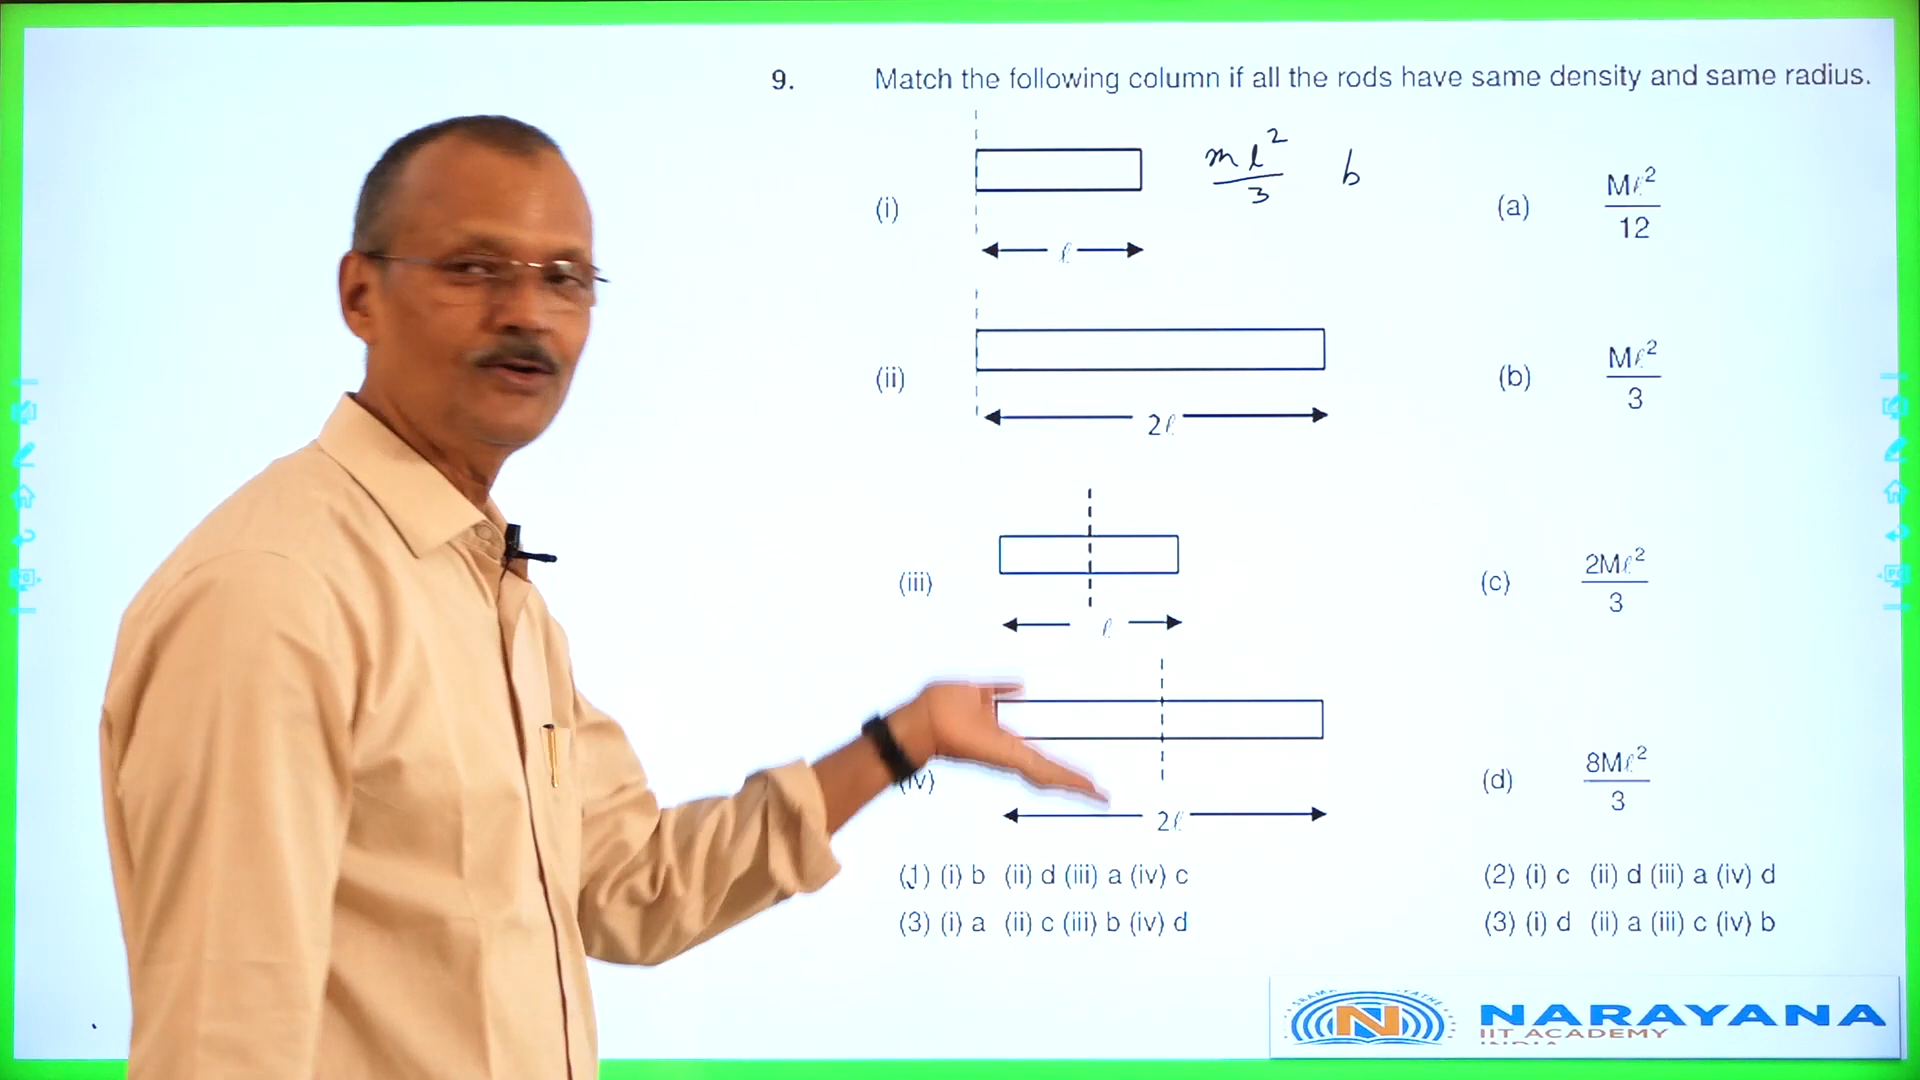 9. Match the following column if all the rods have same density and same radius.
(i) ℓ mℓ²/3 b (a) Mℓ²/12
(ii) 2ℓ (b) Mℓ²/3
(iii) ℓ (c) 2Mℓ²/3
(iv) 2ℓ (d) 8Mℓ²/3
(1) (i) b (ii) d (iii) a (iv) c (2) (i) c (ii) d (iii) a (iv) d
(3) (i) a (ii) c (iii) b (iv) d (3) (i) d (ii) a (iii) c (iv) b
N NARAYANA
IIT ACADEMY